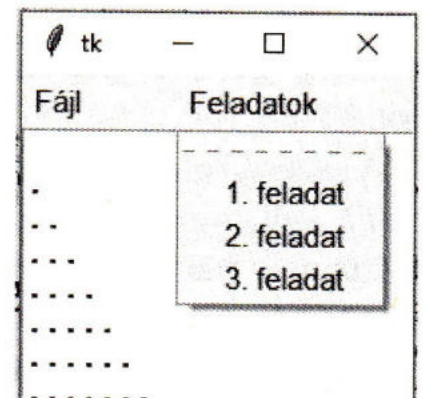 tk
Fájl Feladatok
- - - - - - - - -
1. feladat
2. feladat
3. feladat
.
. .
. . .
. . . .
. . . . .
. . . . . .
. . . . . . .